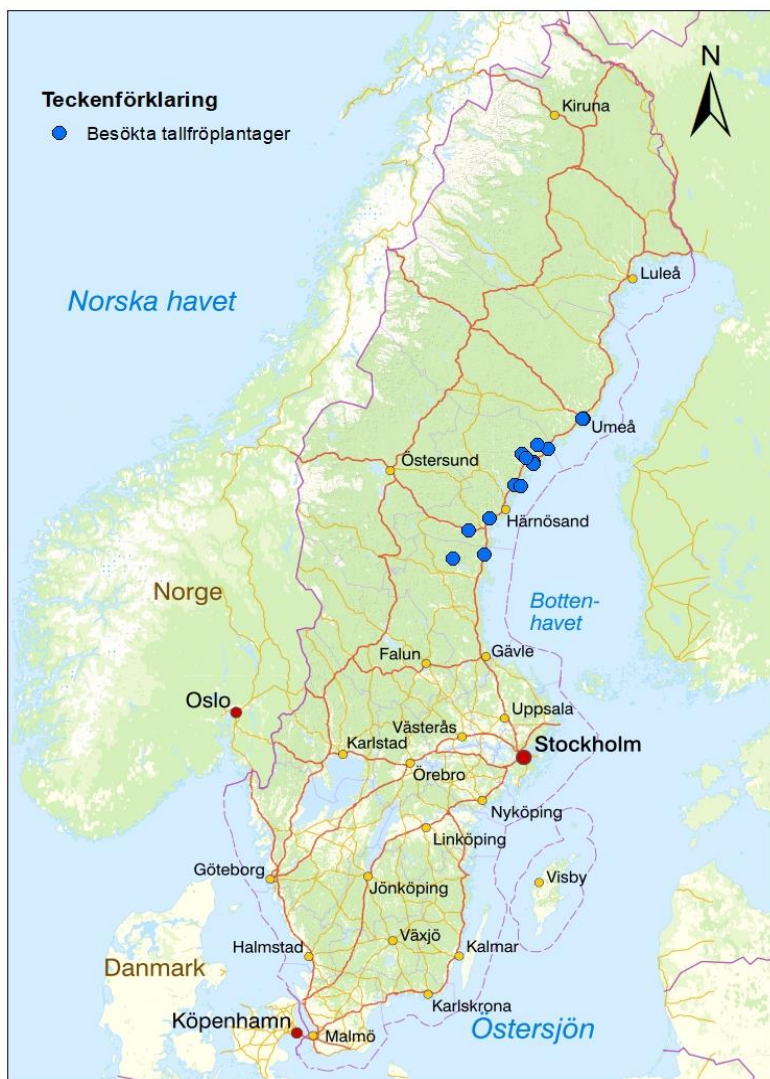 N
Teckenförklaring
Besökta tallfröplantager
Kiruna
Luleå
Norska havet
Umeå
Östersund
Härnösand
Norge
Botten-
havet
Falun
Gävle
Oslo
Uppsala
Västerås
Karlstad
Stockholm
Örebro
Nyköping
Linköping
Göteborg
Jönköping
Visby
Växjö
Halmstad
Kalmar
Danmark
Karlskrona
Köpenhamn
Malmö
Östersjön